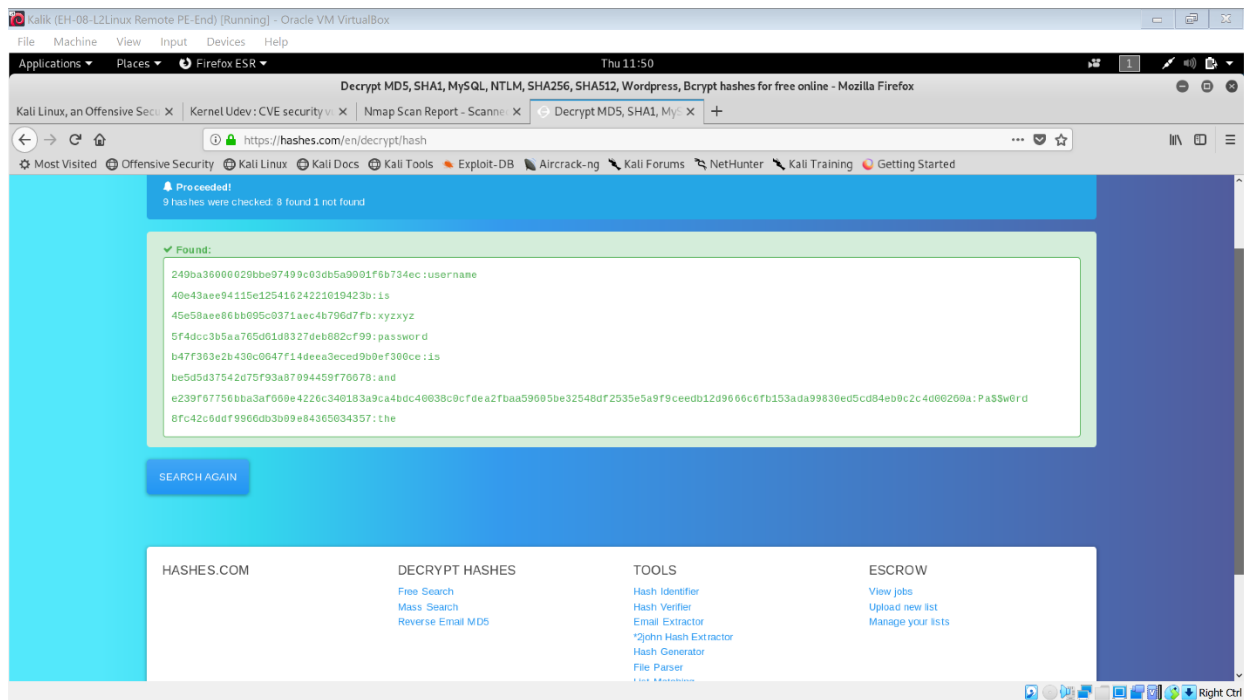 Kalik (EH-08-L2Linux Remote PE-End) [Running] - Oracle VM VirtualBox
File Machine View Input Devices Help
Applications Places Firefox ESR Thu 11:50 1
Decrypt MD5, SHA1, MySQL, NTLM, SHA256, SHA512, Wordpress, Bcrypt hashes for free online - Mozilla Firefox
Kali Linux, an Offensive Secu Kernel Udev : CVE security v Nmap Scan Report - Scanne Decrypt MD5, SHA1, MyS
https://hashes.com/en/decrypt/hash
Most Visited Offensive Security Kali Linux Kali Docs Kali Tools Exploit-DB Aircrack-ng Kali Forums NetHunter Kali Training Getting Started
Proceeded!
9 hashes were checked: 8 found 1 not found
Found:
249ba36000029bbe97499c03db5a9001f6b734ec:username
40e43aee94115e12541624221019423b:is
45e58aee86bb095c0371aec4b796d7fb:xyzxyz
5f4dcc3b5aa765d61d8327deb882cf99:password
b47f363e2b430c0647f14deea3eced9b0ef300ce:is
be5d5d37542d75f93a87094459f76678:and
e239f67756bba3af660e4226c340183a9ca4bdc40038c0cfdea2fbaa59605be32548df2535e5a9f9ceedb12d9666c6fb153ada99830ed5cd84eb0c2c4d00260a:Pa$$w0rd
8fc42c6ddf9966db3b09e84365034357:the
SEARCH AGAIN
HASHES.COM DECRYPT HASHES TOOLS ESCROW
Free Search Hash Identifier View jobs
Mass Search Hash Verifier Upload new list
Reverse Email MD5 Email Extractor Manage your lists
*2john Hash Extractor
Hash Generator
File Parser
List Matching
Right Ctrl